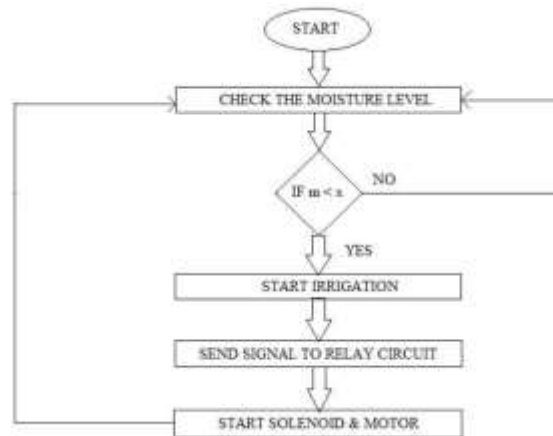 START
CHECK THE MOISTURE LEVEL
IF m < x
NO
YES
START IRRIGATION
SEND SIGNAL TO RELAY CIRCUIT
START SOLENOID & MOTOR